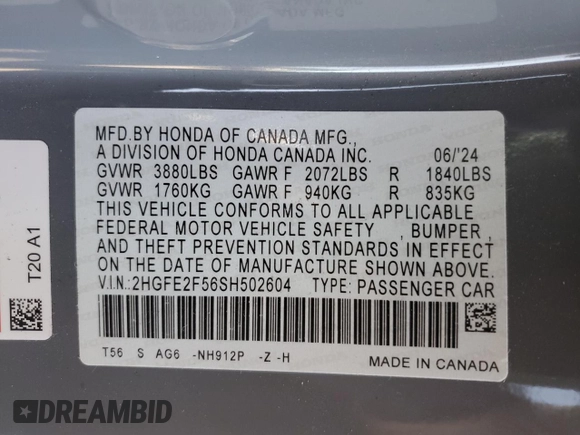 MFD.BY HONDA OF CANADA MFG.,
A DIVISION OF HONDA CANADA INC. 06/'24
GVWR 3880LBS GAWR F 2072LBS R 1840LBS
GVWR 1760KG GAWR F 940KG R 835KG
THIS VEHICLE CONFORMS TO ALL APPLICABLE
FEDERAL MOTOR VEHICLE SAFETY , BUMPER ,
AND THEFT PREVENTION STANDARDS IN EFFECT
ON THE DATE OF MANUFACTURE SHOWN ABOVE.
V.I.N.:2HGFE2F56SH502604 TYPE: PASSENGER CAR
T56 S AG6 -NH912P -Z -H
MADE IN CANADA
T20 A1
DREAMBID